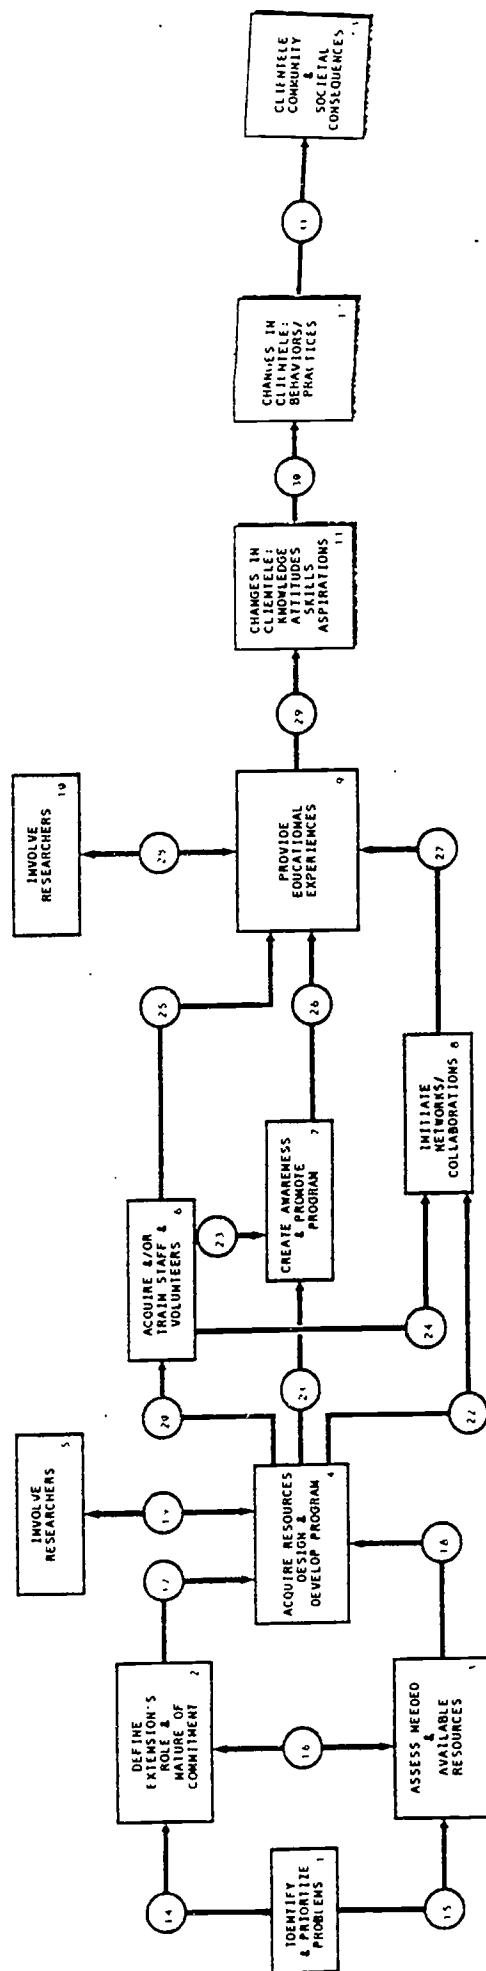 IDENTIFY
& PRIORITIZE
PROBLEMS
1
14
15
DEFINE
EXTENSION'S
ROLE &
NATURE OF
COMMITMENT
2
16
ASSESS NEEDED
&
AVAILABLE
RESOURCES
17
18
INVOLVE
RESEARCHERS
5
19
ACQUIRE RESOURCES
DESIGN &
DEVELOP PROGRAM
4
20
22
ACQUIRE &/OR
TRAIN STAFF &
VOLUNTEERS
6
23
24
CREATE AWARENESS
& PROMOTE
PROGRAM
7
INITIATE
NETWORKS/
COLLABORATIONS
8
25
26
27
INVOLVE
RESEARCHERS
10
PROVIDE
EDUCATIONAL
EXPERIENCES
9
29
CHANGES IN
CLIENTELE:
KNOWLEDGE
ATTITUDES
SKILLS
ASPIRATIONS
11
30
CHANGES IN
CLIENTELE:
BEHAVIORS/
PRACTICES
CLIENTELE
COMMUNITY
&
SOCIETAL
CONSEQUENCES